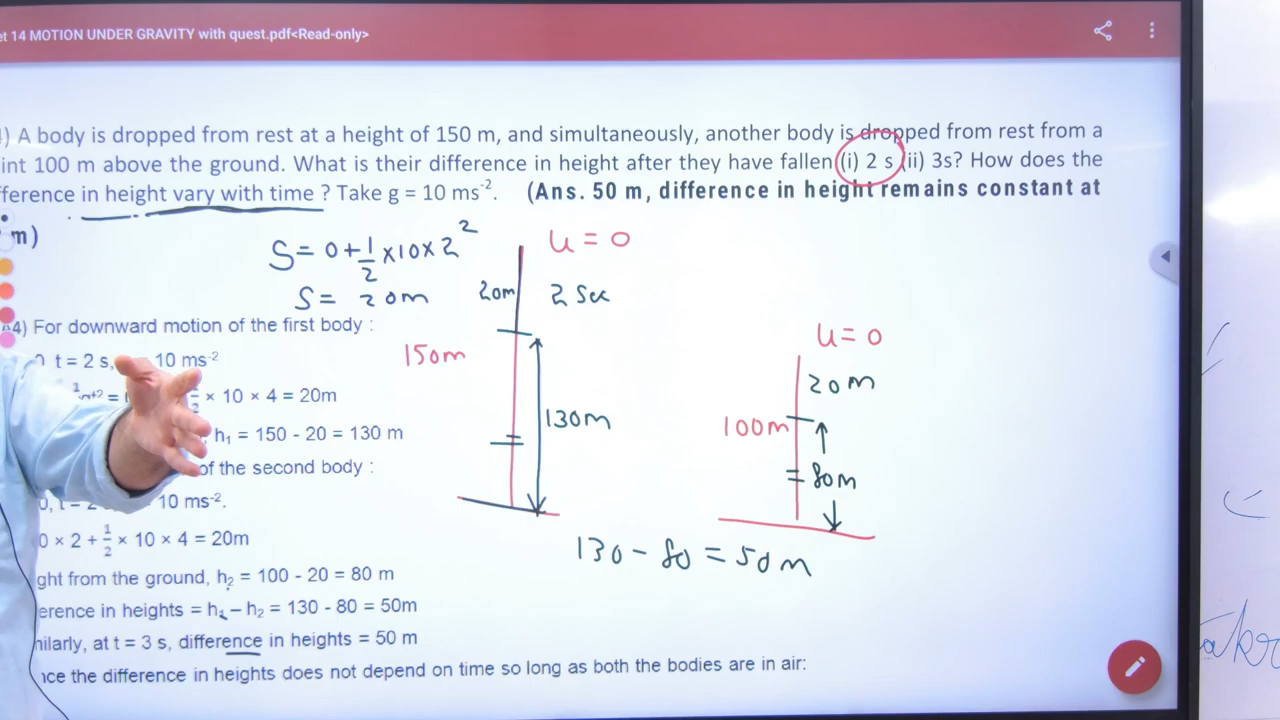 et 14 MOTION UNDER GRAVITY with quest.pdf<Read-only>
) A body is dropped from rest at a height of 150 m, and simultaneously, another body is dropped from rest from a
int 100 m above the ground. What is their difference in height after they have fallen (i) 2 s (ii) 3s? How does the
fference in height vary with time ? Take g = 10 ms⁻². (Ans. 50 m, difference in height remains constant at
m)
S = 0 + 1/2 × 10 × 2²
S = 20m
u = 0
20m
2 Sec
150m
130m
u = 0
20m
100m
80m
130 - 80 = 50m
4) For downward motion of the first body :
t = 2 s, 10 ms⁻²
× 10 × 4 = 20m
h₁ = 150 - 20 = 130 m
of the second body :
10 ms⁻².
0 × 2 + 1/2 × 10 × 4 = 20m
ght from the ground, h₂ = 100 - 20 = 80 m
erence in heights = h₁ – h₂ = 130 - 80 = 50m
nilarly, at t = 3 s, difference in heights = 50 m
nce the difference in heights does not depend on time so long as both the bodies are in air: